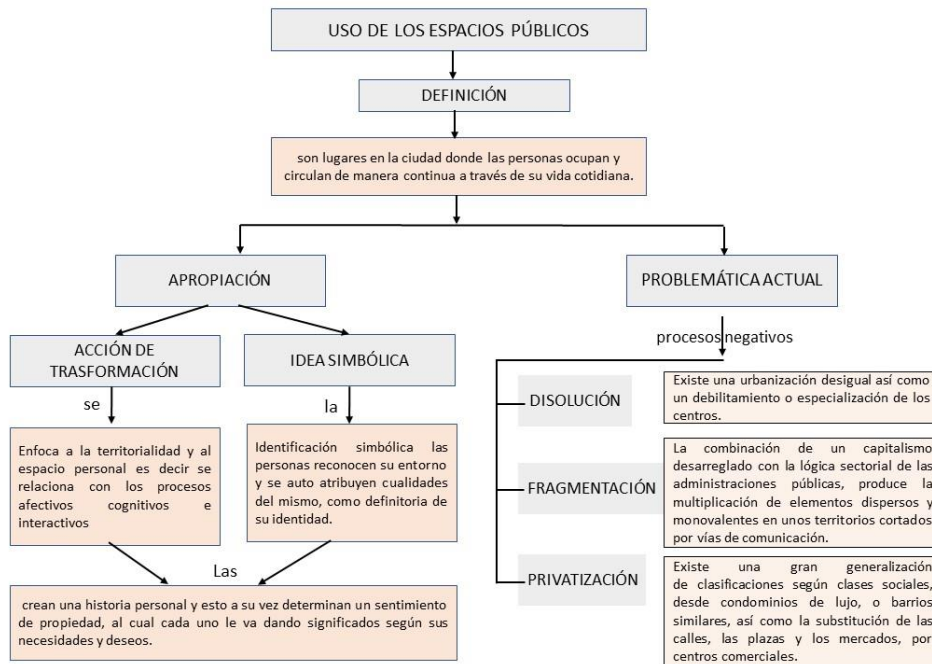 USO DE LOS ESPACIOS PÚBLICOS
DEFINICIÓN
son lugares en la ciudad donde las personas ocupan y
circulan de manera continua a través de su vida cotidiana.
APROPIACIÓN
PROBLEMÁTICA ACTUAL
ACCIÓN DE
TRASFORMACIÓN
IDEA SIMBÓLICA
se
la
Enfoca a la territorialidad y al
espacio personal es decir se
relaciona con los procesos
afectivos cognitivos e
interactivos
Identificación simbólica las
personas reconocen su entorno
y se auto atribuyen cualidades
del mismo, como definitoria de
su identidad.
Las
crean una historia personal y esto a su vez determinan un sentimiento
de propiedad, al cual cada uno le va dando significados según sus
necesidades y deseos.
procesos negativos
DISOLUCIÓN
Existe una urbanización desigual así como
un debilitamiento o especialización de los
centros.
FRAGMENTACIÓN
La combinación de un capitalismo
desarreglado con la lógica sectorial de las
administraciones públicas, produce la
multiplicación de elementos dispersos y
monovalentes en unos territorios cortados
por vías de comunicación.
PRIVATIZACIÓN
Existe una gran generalización
de clasificaciones según clases sociales,
desde condominios de lujo, o barrios
similares, así como la substitución de las
calles, las plazas y los mercados, por
centros comerciales.